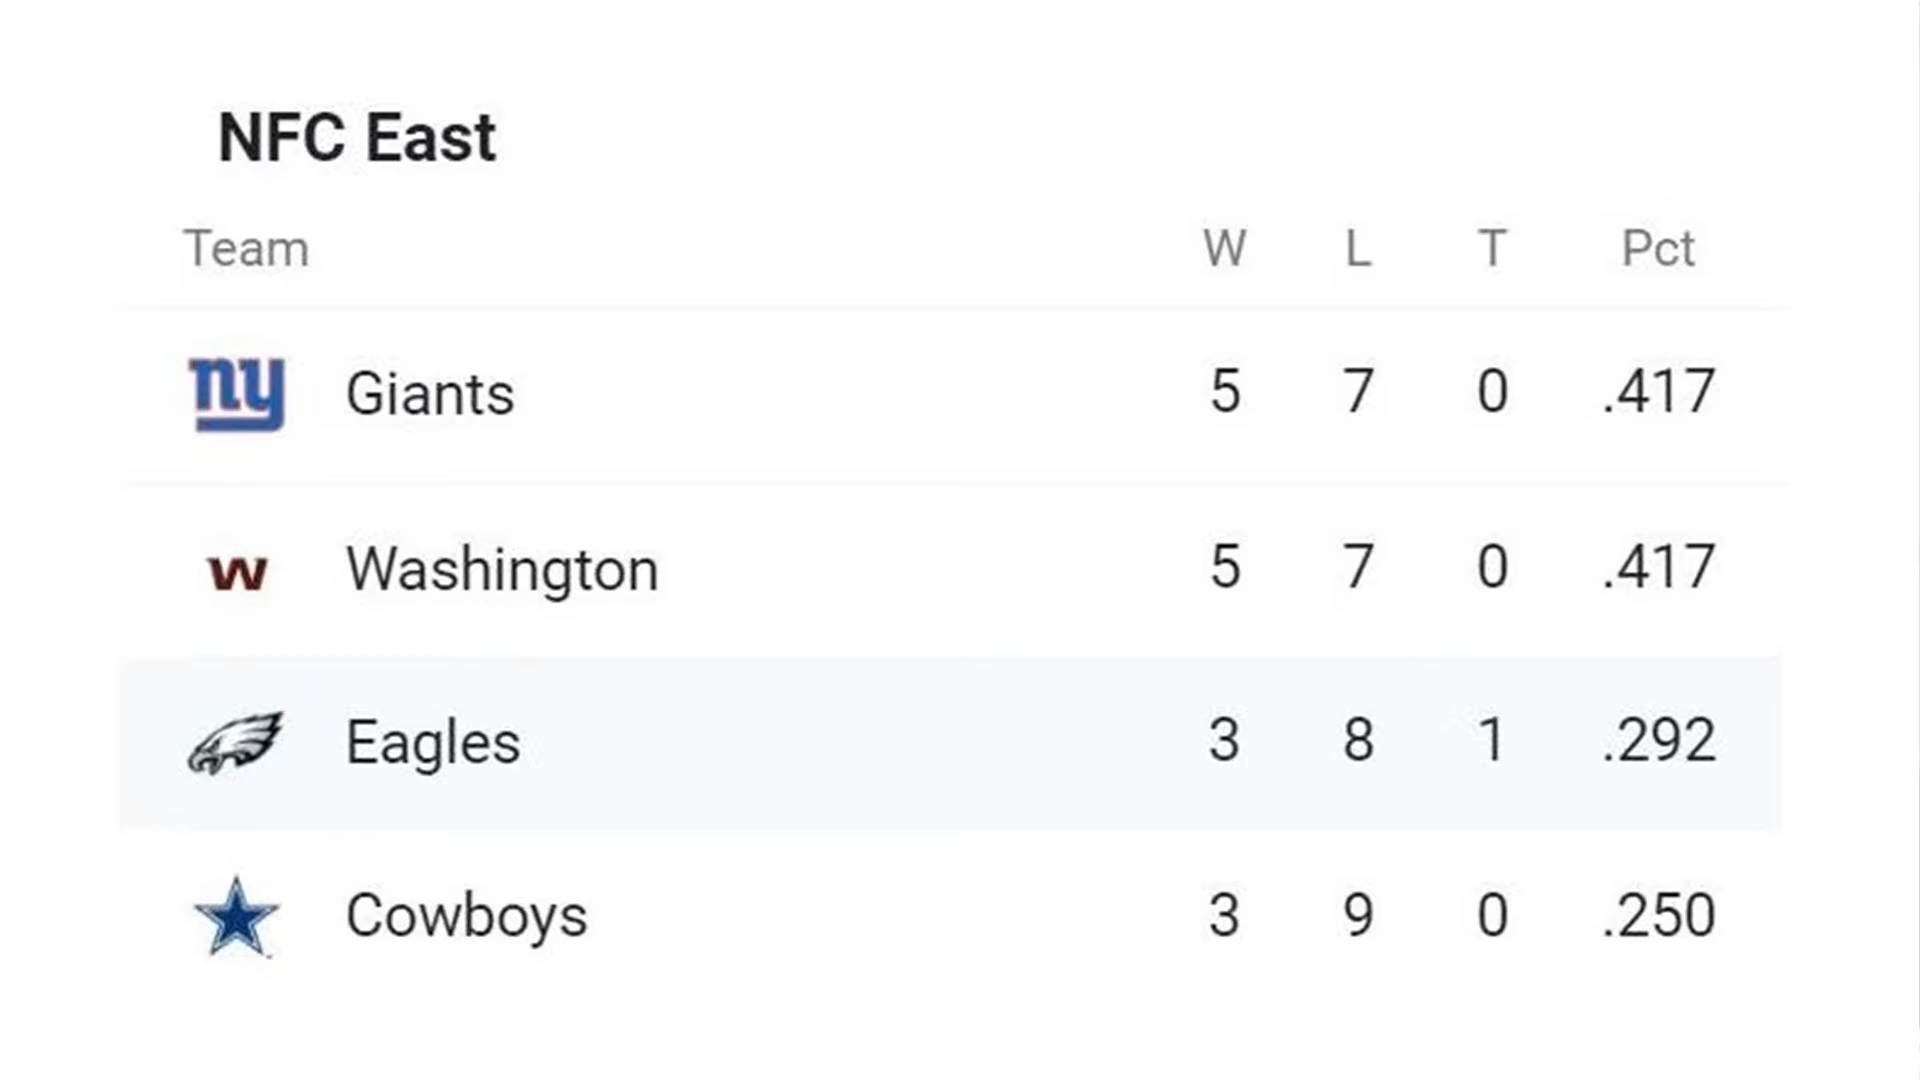 NFC East
Team W L T Pct
ny Giants 5 7 0 .417
W Washington 5 7 0 .417
Eagles 3 8 1 .292
Cowboys 3 9 0 .250